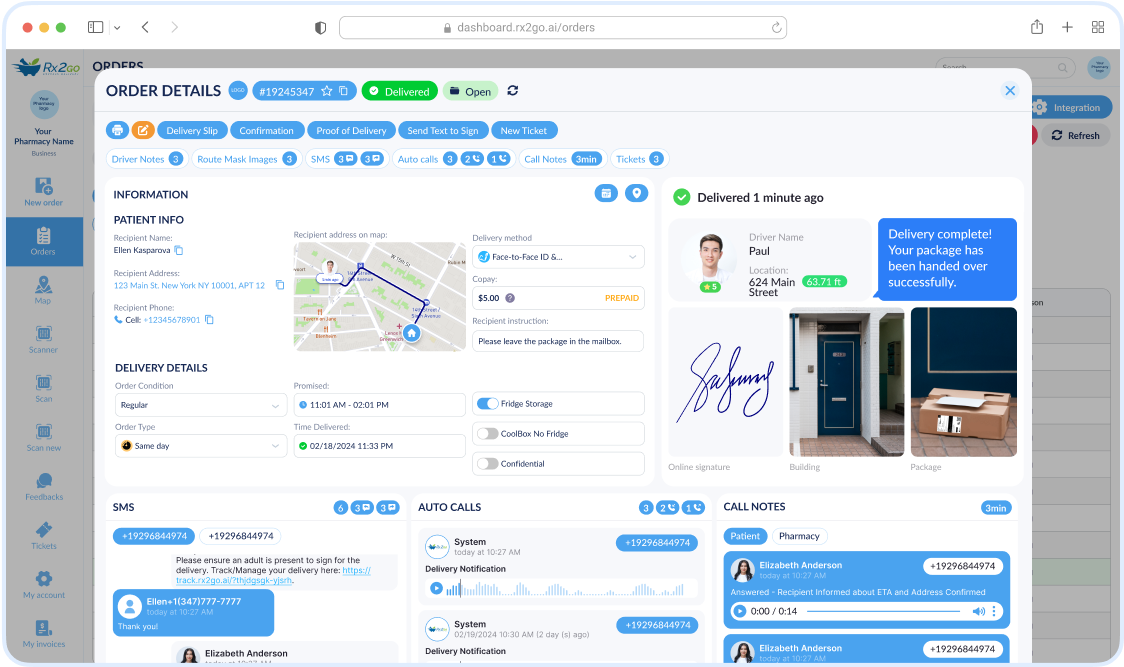 dashboard.rx2go.ai/orders
Rx2Go
ORDERS
Search
Your
Pharmacy
logo
Your
Pharmacy Name
Business
New order
Orders
Map
Scanner
Scan
Scan new
Feedbacks
Tickets
My account
My invoices
Integration
Refresh
ORDER DETAILS
LOGO
#19245347
Delivered
Open
Delivery Slip
Confirmation
Proof of Delivery
Send Text to Sign
New Ticket
Driver Notes 3
Route Mask Images 3
SMS 3 3
Auto calls 3 2 1
Call Notes 3min
Tickets 3
INFORMATION
PATIENT INFO
Recipient Name:
Ellen Kasparova
Recipient Address:
123 Main St, New York NY 10001, APT 12
Recipient Phone:
Cell: +12345678901
Recipient address on map:
Delivery method
Face-to-Face ID &...
Copay:
$5.00 ?
PREPAID
Recipient instruction:
Please leave the package in the mailbox.
DELIVERY DETAILS
Order Condition
Regular
Order Type
Same day
Promised:
11:01 AM - 02:01 PM
Time Delivered:
02/18/2024 11:33 PM
Fridge Storage
CoolBox No Fridge
Confidential
Delivered 1 minute ago
5
Driver Name
Paul
Location:
624 Main
Street
63.71 ft
Delivery complete!
Your package has
been handed over
successfully.
Online signature
Building
Package
SMS
6 3 3
+19296844974
+19296844974
Please ensure an adult is present to sign for the
delivery. Track/Manage your delivery here: https://
track.rx2go.ai/?thjdgsgk-yjsrh.
Ellen+1(347)777-7777
today at 10:27 AM
Thank you!
Elizabeth Anderson
today at 10:27 AM
AUTO CALLS
3 2 1
System
today at 10:27 AM
+19296844974
Delivery Notification
System
02/19/2024 10:30 AM (2 day (s) ago)
+19296844974
Delivery Notification
CALL NOTES
3min
Patient
Pharmacy
Elizabeth Anderson
today at 10:27 AM
+19296844974
Answered - Recipient Informed about ETA and Address Confirmed
0:00 / 0:14
Elizabeth Anderson
today at 10:27 AM
+19296844974